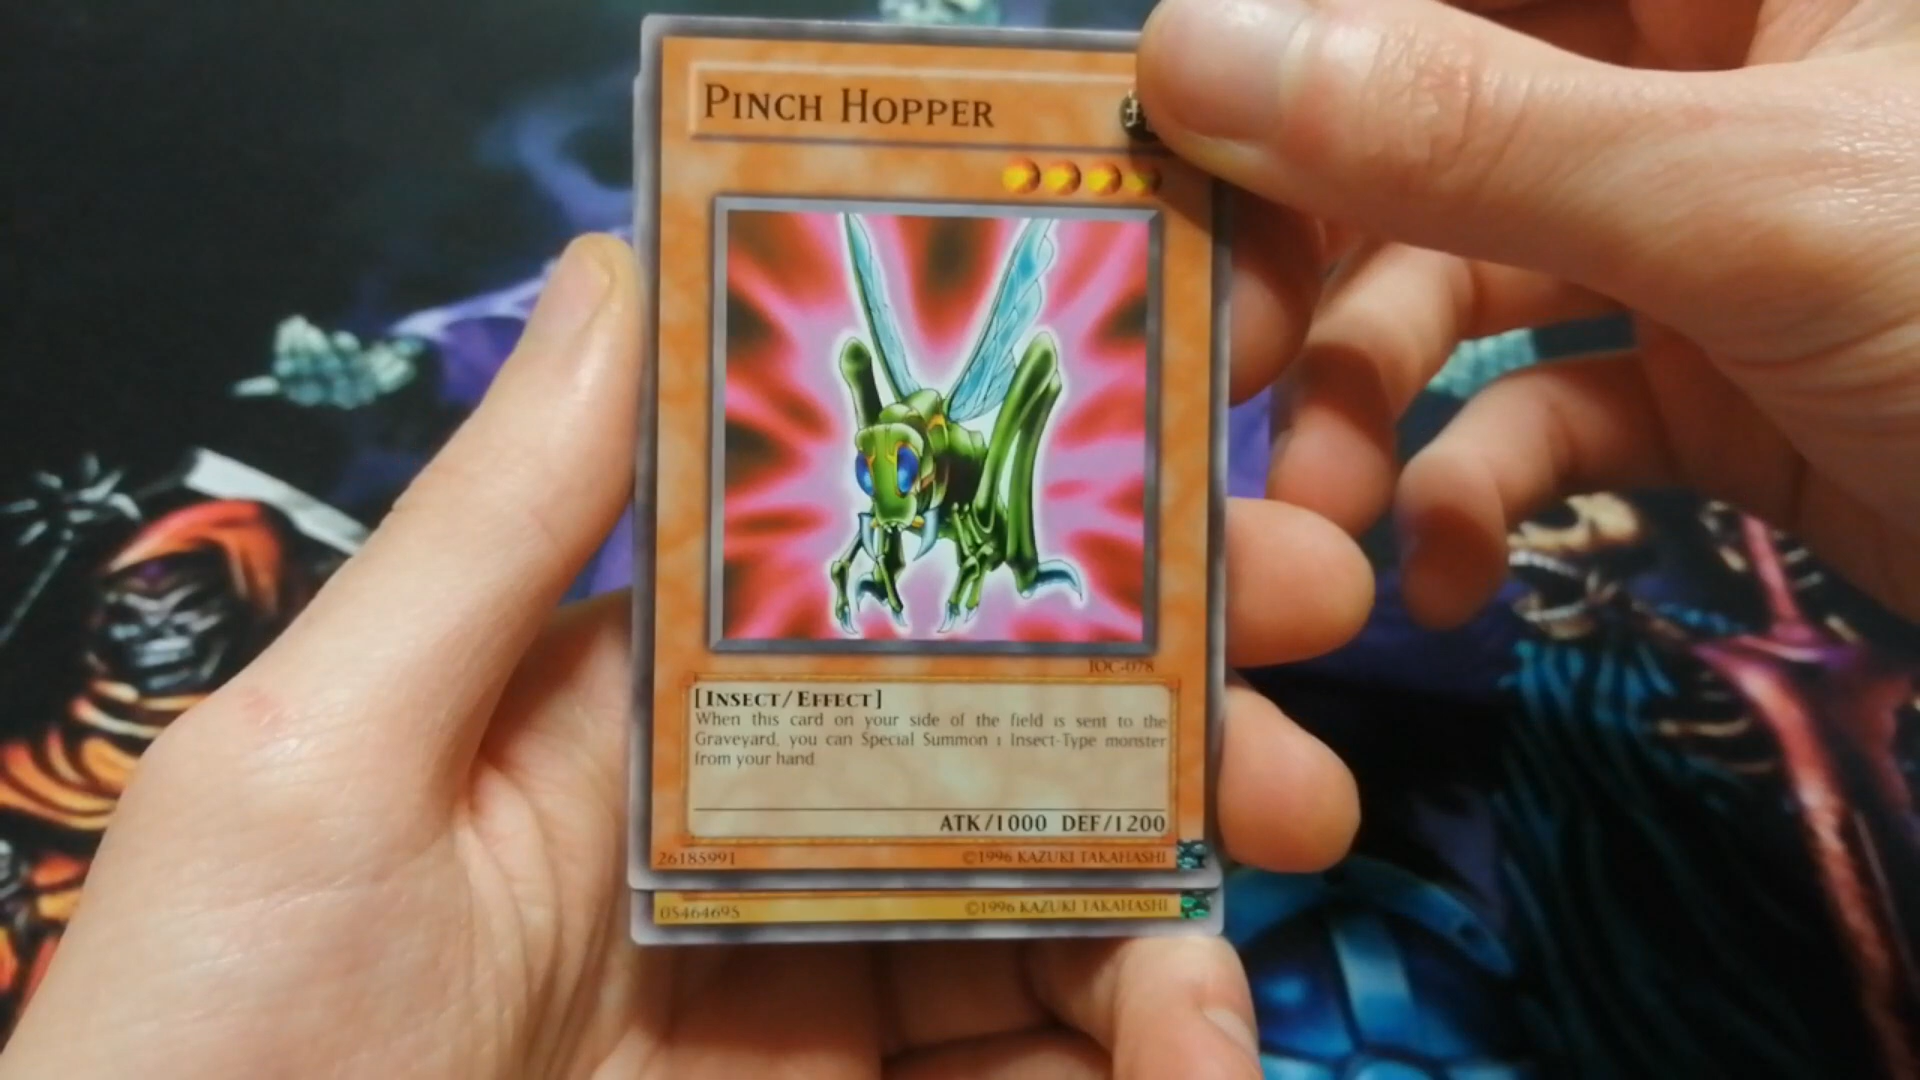 PINCH HOPPER
IOC-078
[INSECT/EFFECT]
When this card on your side of the field is sent to the
Graveyard, you can Special Summon 1 Insect-Type monster
from your hand
ATK/1000 DEF/1200
26185991 ©1996 KAZUKI TAKAHASHI
05464695 ©1996 KAZUKI TAKAHASHI